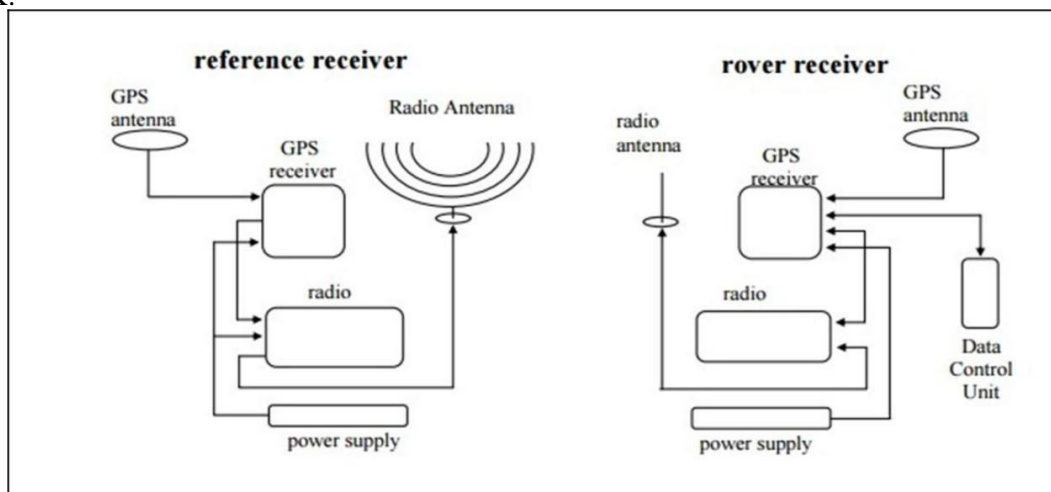 reference receiver
GPS
antenna
Radio Antenna
GPS
receiver
radio
power supply
rover receiver
radio
antenna
GPS
receiver
GPS
antenna
radio
Data
Control
Unit
power supply